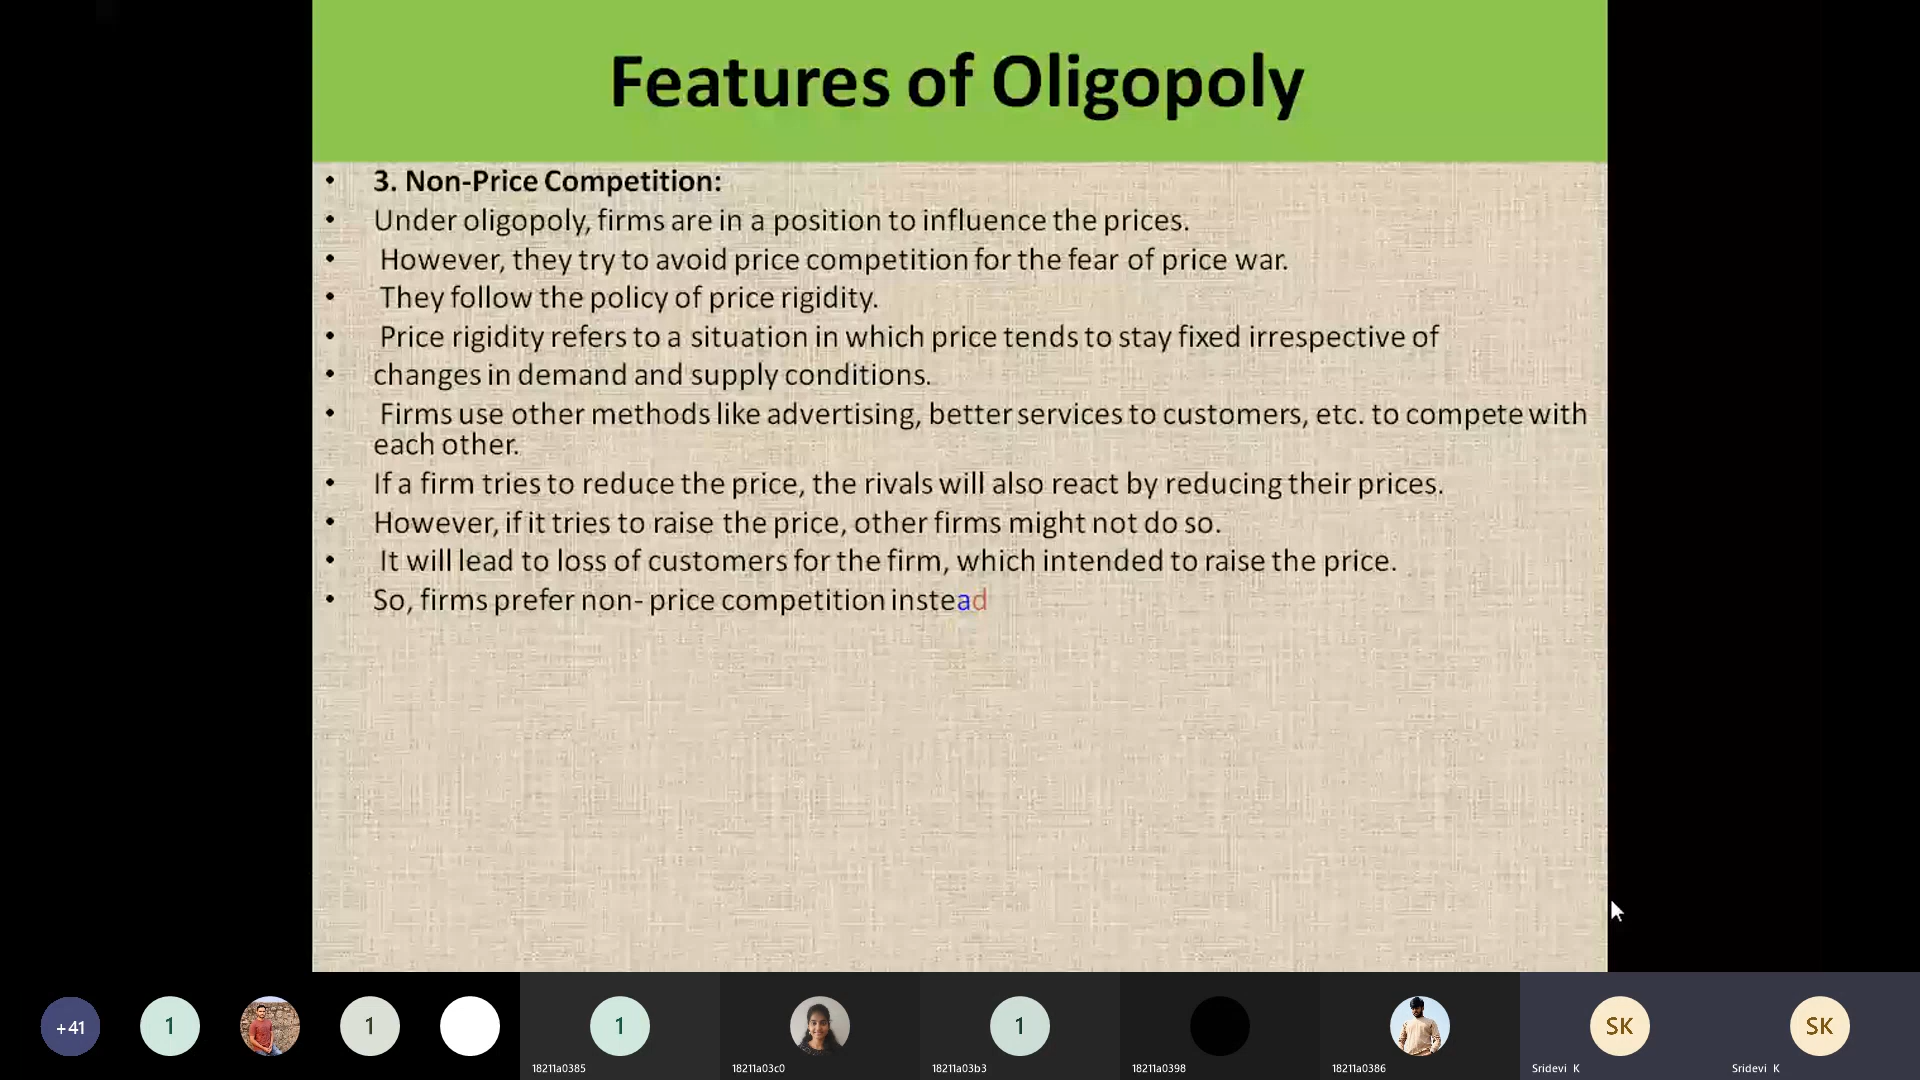 Features of Oligopoly
• 3. Non-Price Competition:
• Under oligopoly, firms are in a position to influence the prices.
• However, they try to avoid price competition for the fear of price war.
• They follow the policy of price rigidity.
• Price rigidity refers to a situation in which price tends to stay fixed irrespective of
• changes in demand and supply conditions.
• Firms use other methods like advertising, better services to customers, etc. to compete with
each other.
• If a firm tries to reduce the price, the rivals will also react by reducing their prices.
• However, if it tries to raise the price, other firms might not do so.
• It will lead to loss of customers for the firm, which intended to raise the price.
• So, firms prefer non- price competition instead
+41 1 1 1 1 SK SK
18211a0385 18211a03c0 18211a03b3 18211a0398 18211a0386 Sridevi K Sridevi K